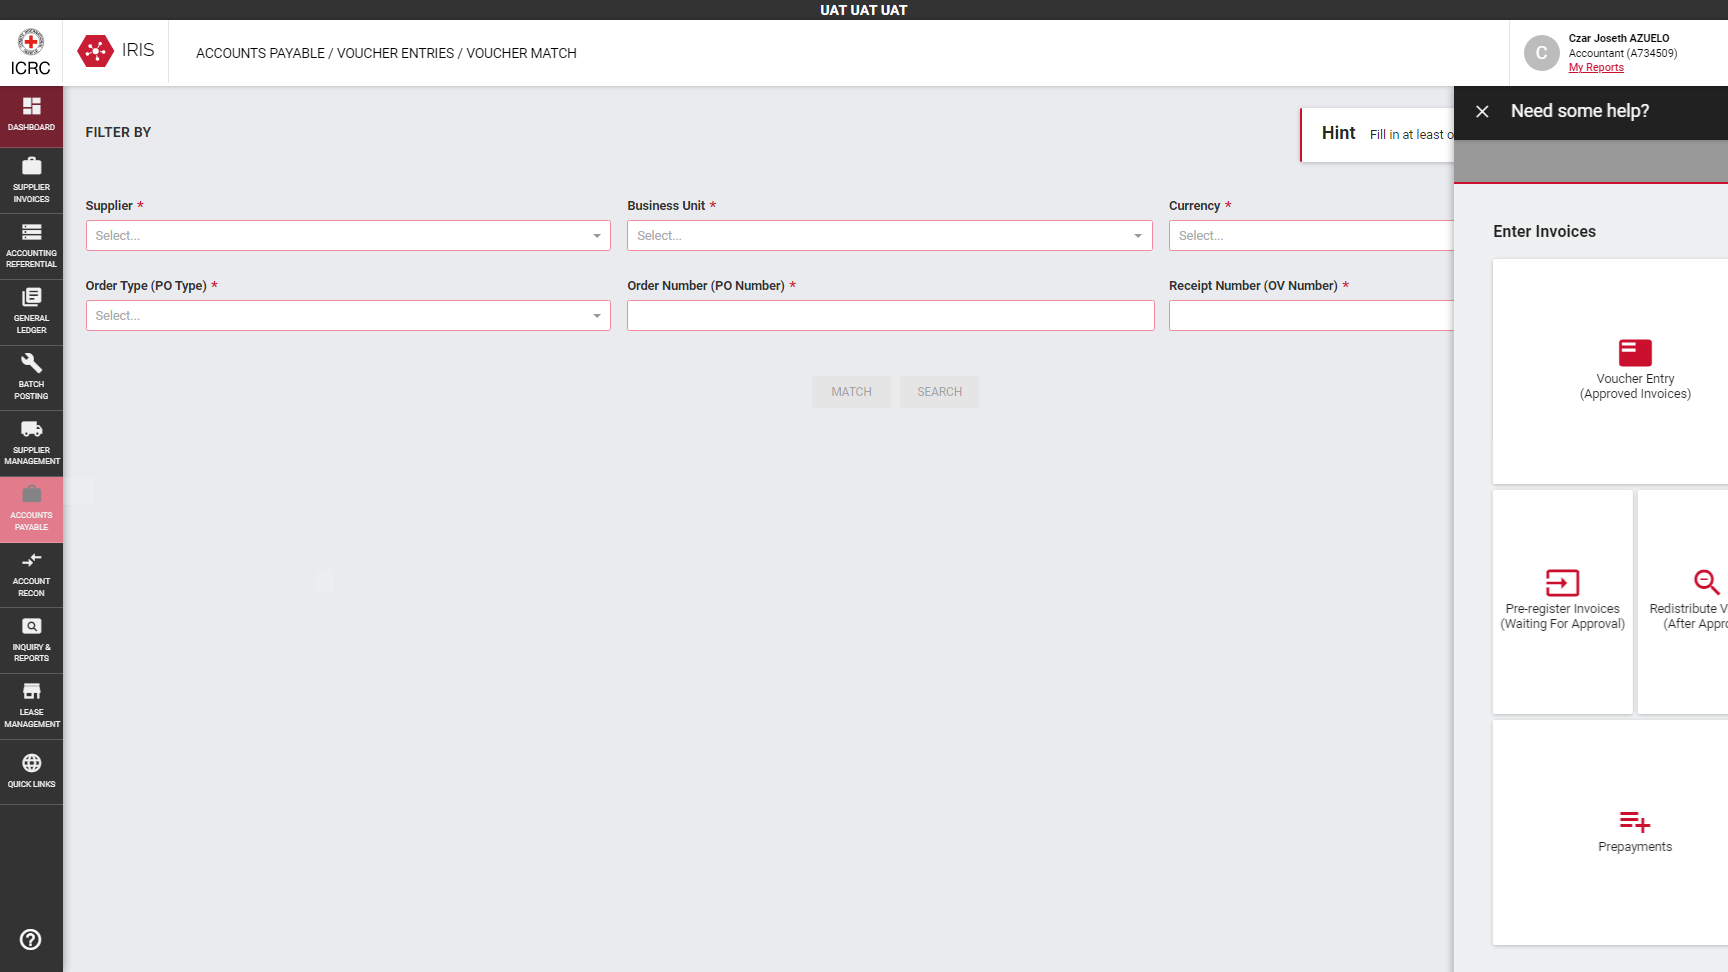 UAT UAT UAT
ICRC
IRIS
ACCOUNTS PAYABLE / VOUCHER ENTRIES / VOUCHER MATCH
C
Czar Joseth AZUELO
Accountant (A734509)
My Reports
DASHBOARD
SUPPLIER
INVOICES
ACCOUNTING
REFERENTIAL
GENERAL
LEDGER
BATCH
POSTING
SUPPLIER
MANAGEMENT
ACCOUNTS
PAYABLE
ACCOUNT
RECON
INQUIRY &
REPORTS
LEASE
MANAGEMENT
QUICK LINKS
FILTER BY
Hint Fill in at least o
Supplier *
Select...
Business Unit *
Select...
Currency *
Select...
Order Type (PO Type) *
Select...
Order Number (PO Number) *
Receipt Number (OV Number) *
MATCH
SEARCH
Need some help?
Enter Invoices
Voucher Entry
(Approved Invoices)
Pre-register Invoices
(Waiting For Approval)
Redistribute V
(After Appro
Prepayments